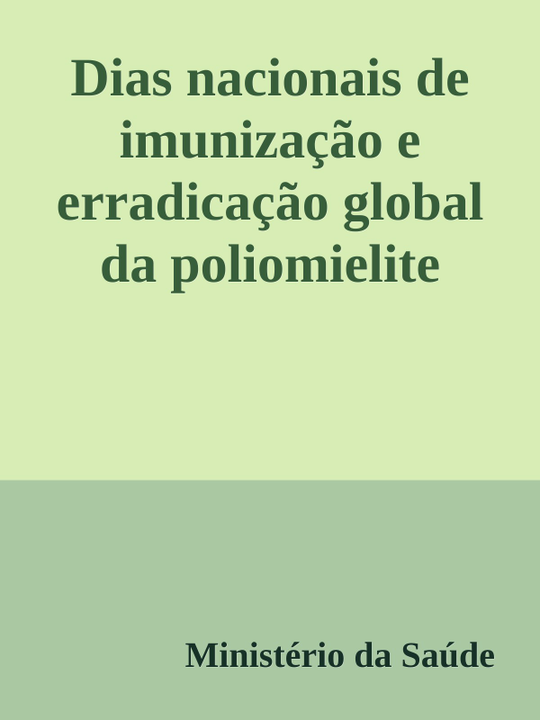 Dias nacionais de
imunização e
erradicação global
da poliomielite
Ministério da Saúde